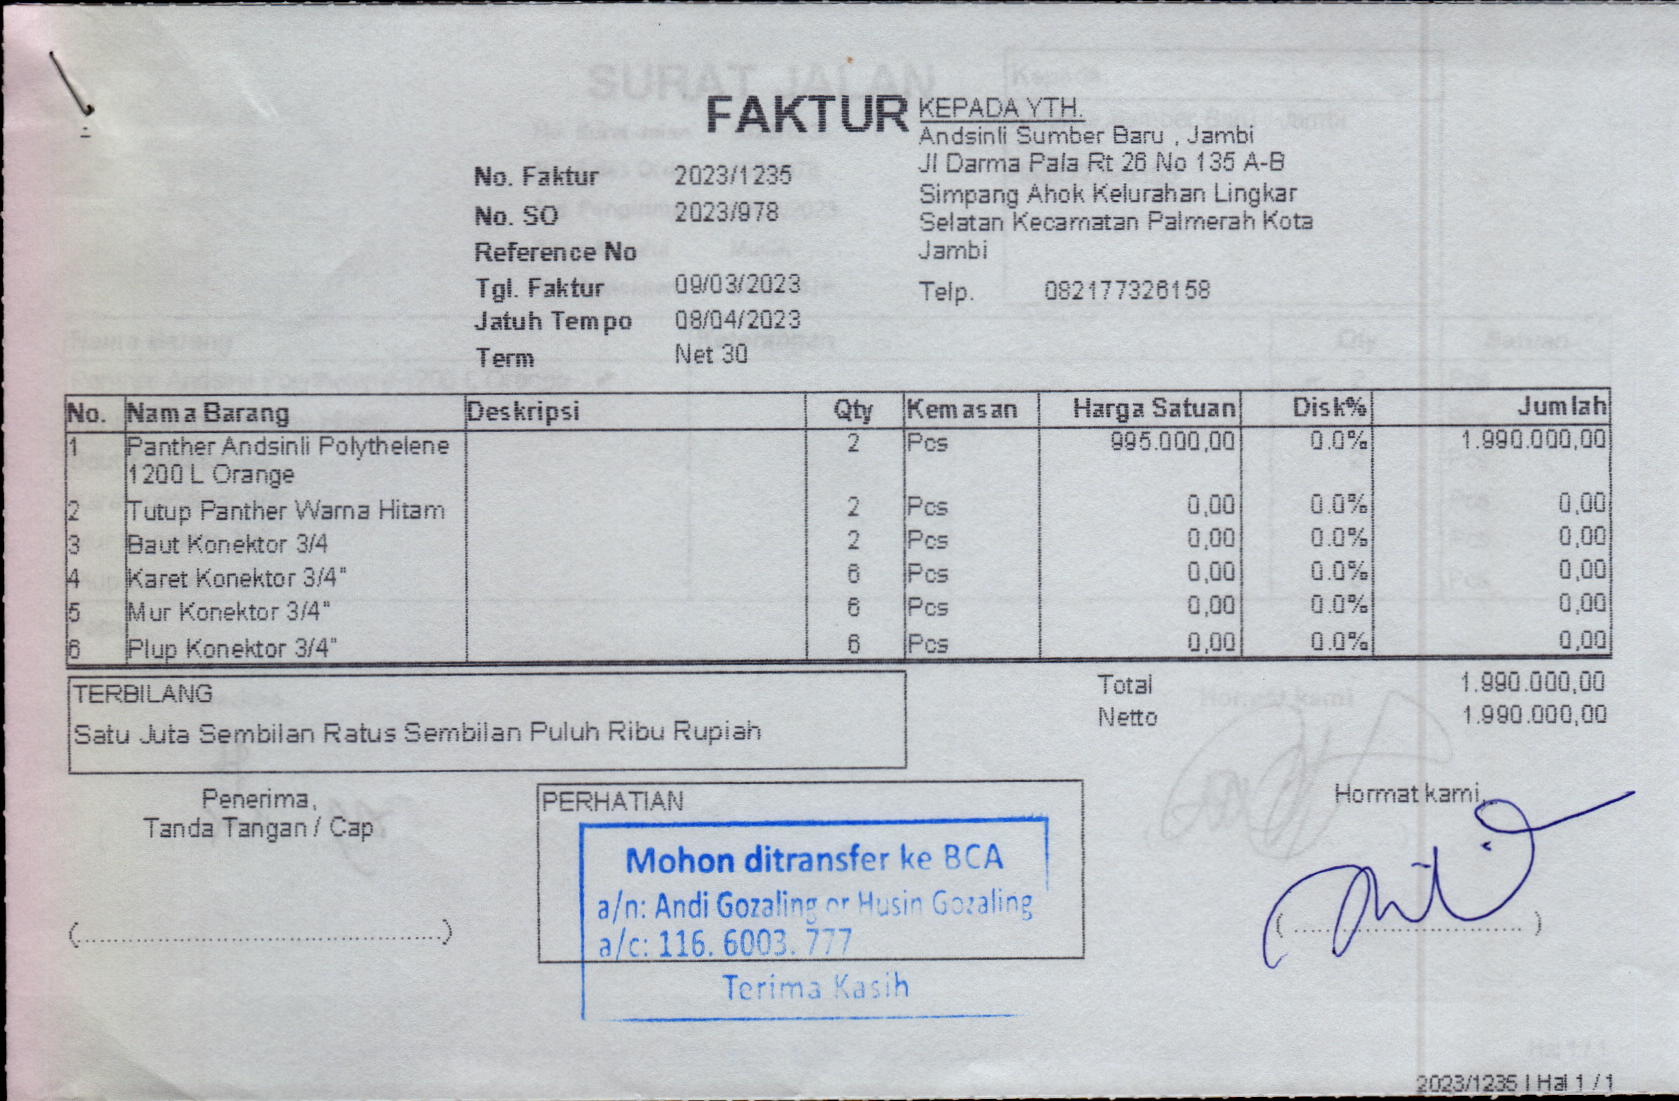 FAKTUR
KEPADA YTH.
Andsinli Sumber Baru , Jambi
Jl Darma Pala Rt 26 No 135 A-B
Simpang Ahok Kelurahan Lingkar
Selatan Kecamatan Palmerah Kota
Jambi
Telp. 082177326158
No. Faktur 2023/1235
No. SO 2023/978
Reference No
Tgl. Faktur 09/03/2023
Jatuh Tempo 08/04/2023
Term Net 30
No. Nama Barang Deskripsi Qty Kemasan Harga Satuan Disk% Jumlah
1 Panther Andsinli Polythelene 2 Pcs 995.000,00 0.0% 1.990.000,00
1200 L Orange
2 Tutup Panther Warna Hitam 2 Pcs 0,00 0.0% 0,00
3 Baut Konektor 3/4 2 Pcs 0,00 0.0% 0,00
4 Karet Konektor 3/4" 6 Pcs 0,00 0.0% 0,00
5 Mur Konektor 3/4" 6 Pcs 0,00 0.0% 0,00
6 Plup Konektor 3/4" 6 Pcs 0,00 0.0% 0,00
TERBILANG
Satu Juta Sembilan Ratus Sembilan Puluh Ribu Rupiah
Total 1.990.000,00
Netto 1.990.000,00
Penerima,
Tanda Tangan / Cap
(..............................................)
PERHATIAN
Mohon ditransfer ke BCA
a/n: Andi Gozaling or Husin Gozaling
a/c: 116. 6003. 777
Terima Kasih
Hormat kami,
(..............................)
SURAT JALAN
Hormat kami
2023/1235 | Hal 1 / 1